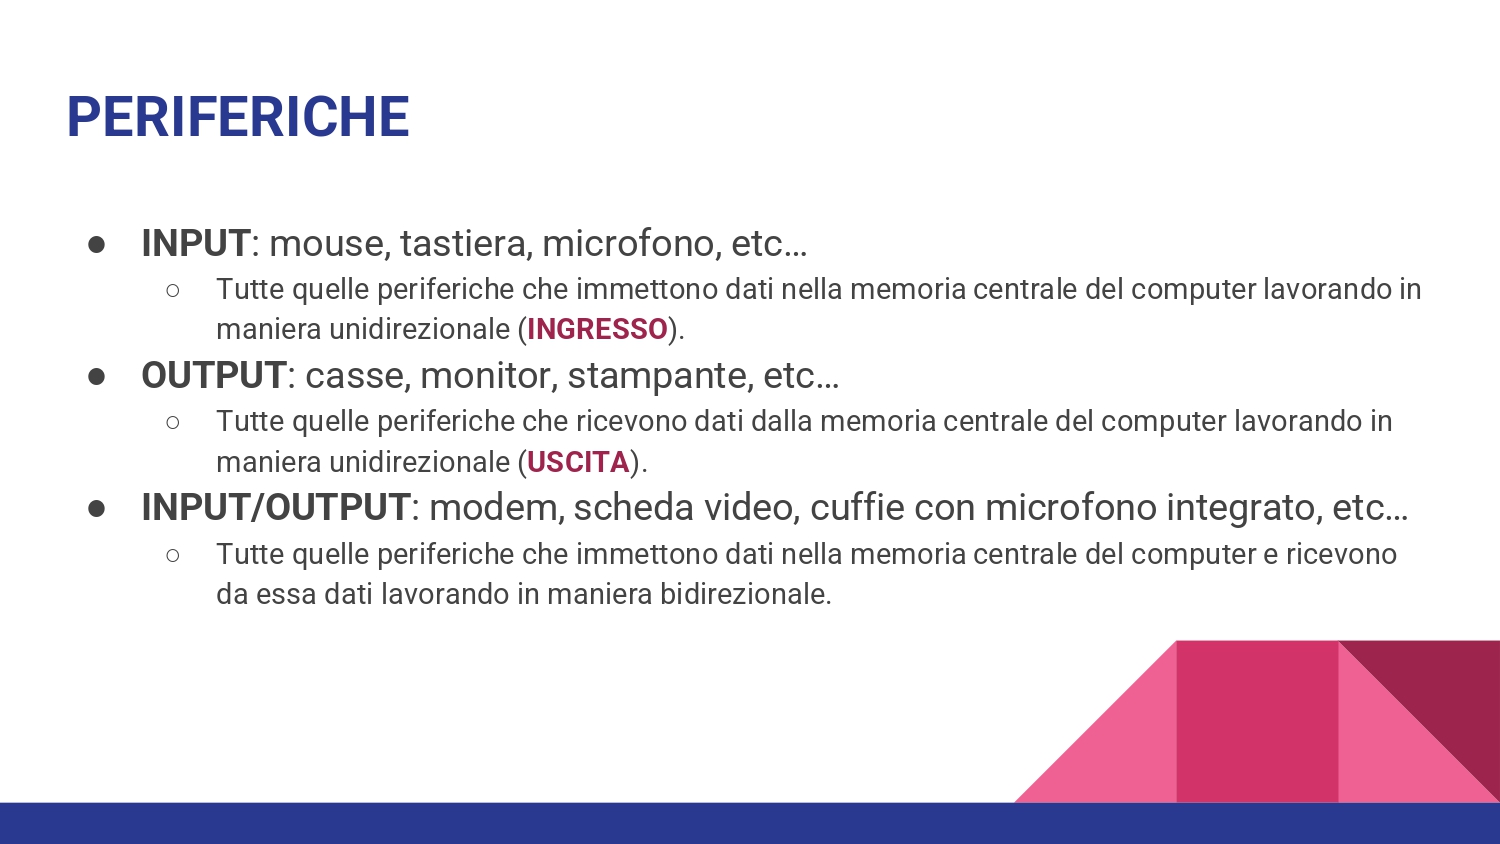 PERIFERICHE
● INPUT: mouse, tastiera, microfono, etc…
○ Tutte quelle periferiche che immettono dati nella memoria centrale del computer lavorando in
maniera unidirezionale (INGRESSO).
● OUTPUT: casse, monitor, stampante, etc…
○ Tutte quelle periferiche che ricevono dati dalla memoria centrale del computer lavorando in
maniera unidirezionale (USCITA).
● INPUT/OUTPUT: modem, scheda video, cuffie con microfono integrato, etc…
○ Tutte quelle periferiche che immettono dati nella memoria centrale del computer e ricevono
da essa dati lavorando in maniera bidirezionale.